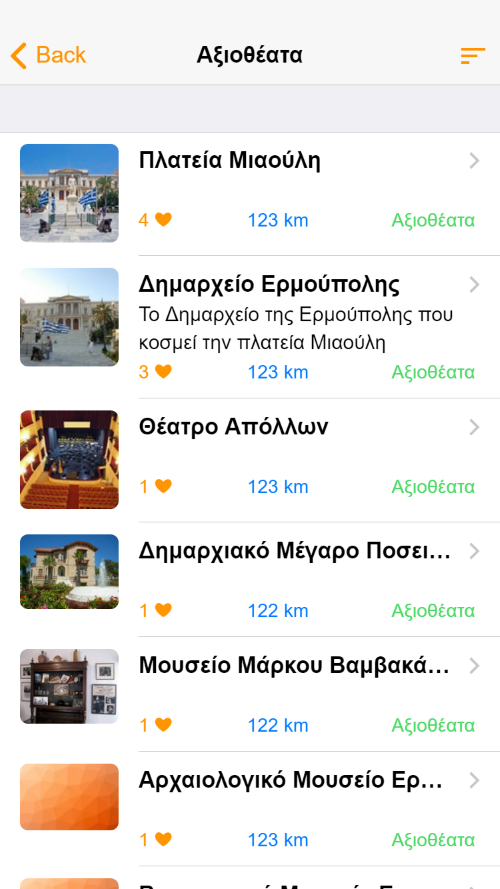 Back
Αξιοθέατα
Πλατεία Μιαούλη
4 123 km Αξιοθέατα
Δημαρχείο Ερμούπολης
Το Δημαρχείο της Ερμούπολης που
κοσμεί την πλατεία Μιαούλη
3 123 km Αξιοθέατα
Θέατρο Απόλλων
1 123 km Αξιοθέατα
Δημαρχιακό Μέγαρο Ποσει...
1 122 km Αξιοθέατα
Μουσείο Μάρκου Βαμβακά...
1 122 km Αξιοθέατα
Αρχαιολογικό Μουσείο Ερ...
1 123 km Αξιοθέατα